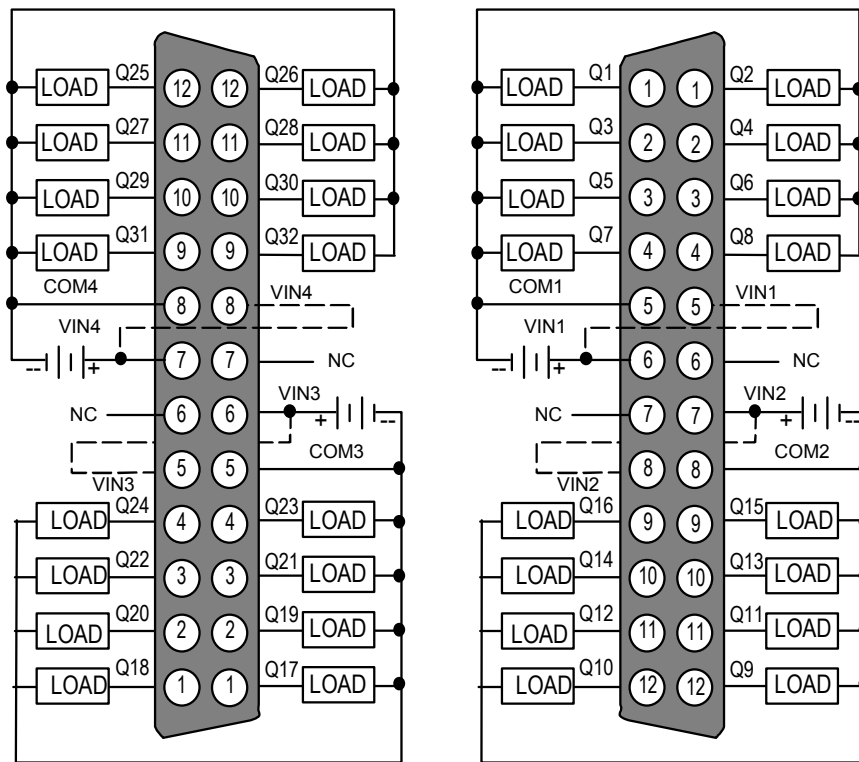 Q25 Q26
LOAD 12 12 LOAD
Q27 Q28
LOAD 11 11 LOAD
Q29 Q30
LOAD 10 10 LOAD
Q31 Q32
LOAD 9 9 LOAD
COM4 8 8 VIN4
VIN4
-- + 7 7 NC
VIN3
NC 6 6 + --
COM3
5 5
VIN3
Q24 Q23
LOAD 4 4 LOAD
Q22 Q21
LOAD 3 3 LOAD
Q20 Q19
LOAD 2 2 LOAD
Q18 Q17
LOAD 1 1 LOAD
Q1 Q2
LOAD 1 1 LOAD
Q3 Q4
LOAD 2 2 LOAD
Q5 Q6
LOAD 3 3 LOAD
Q7 Q8
LOAD 4 4 LOAD
COM1 5 5 VIN1
VIN1
-- + 6 6 NC
VIN2
NC 7 7 + --
COM2
8 8
VIN2
Q16 Q15
LOAD 9 9 LOAD
Q14 Q13
LOAD 10 10 LOAD
Q12 Q11
LOAD 11 11 LOAD
Q10 Q9
LOAD 12 12 LOAD